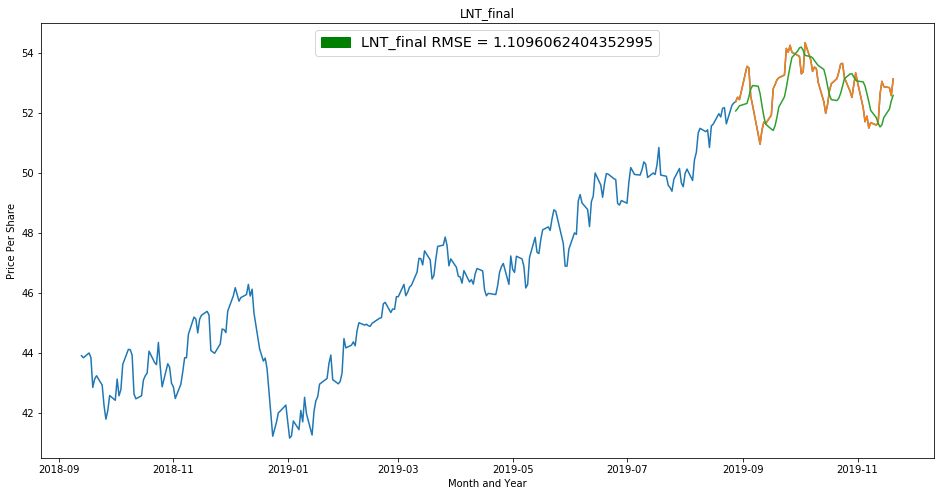 LNT_final
LNT_final RMSE = 1.1096062404352995
54
52
50
48
46
44
42
Price Per Share
2018-09 2018-11 2019-01 2019-03 2019-05 2019-07 2019-09 2019-11
Month and Year